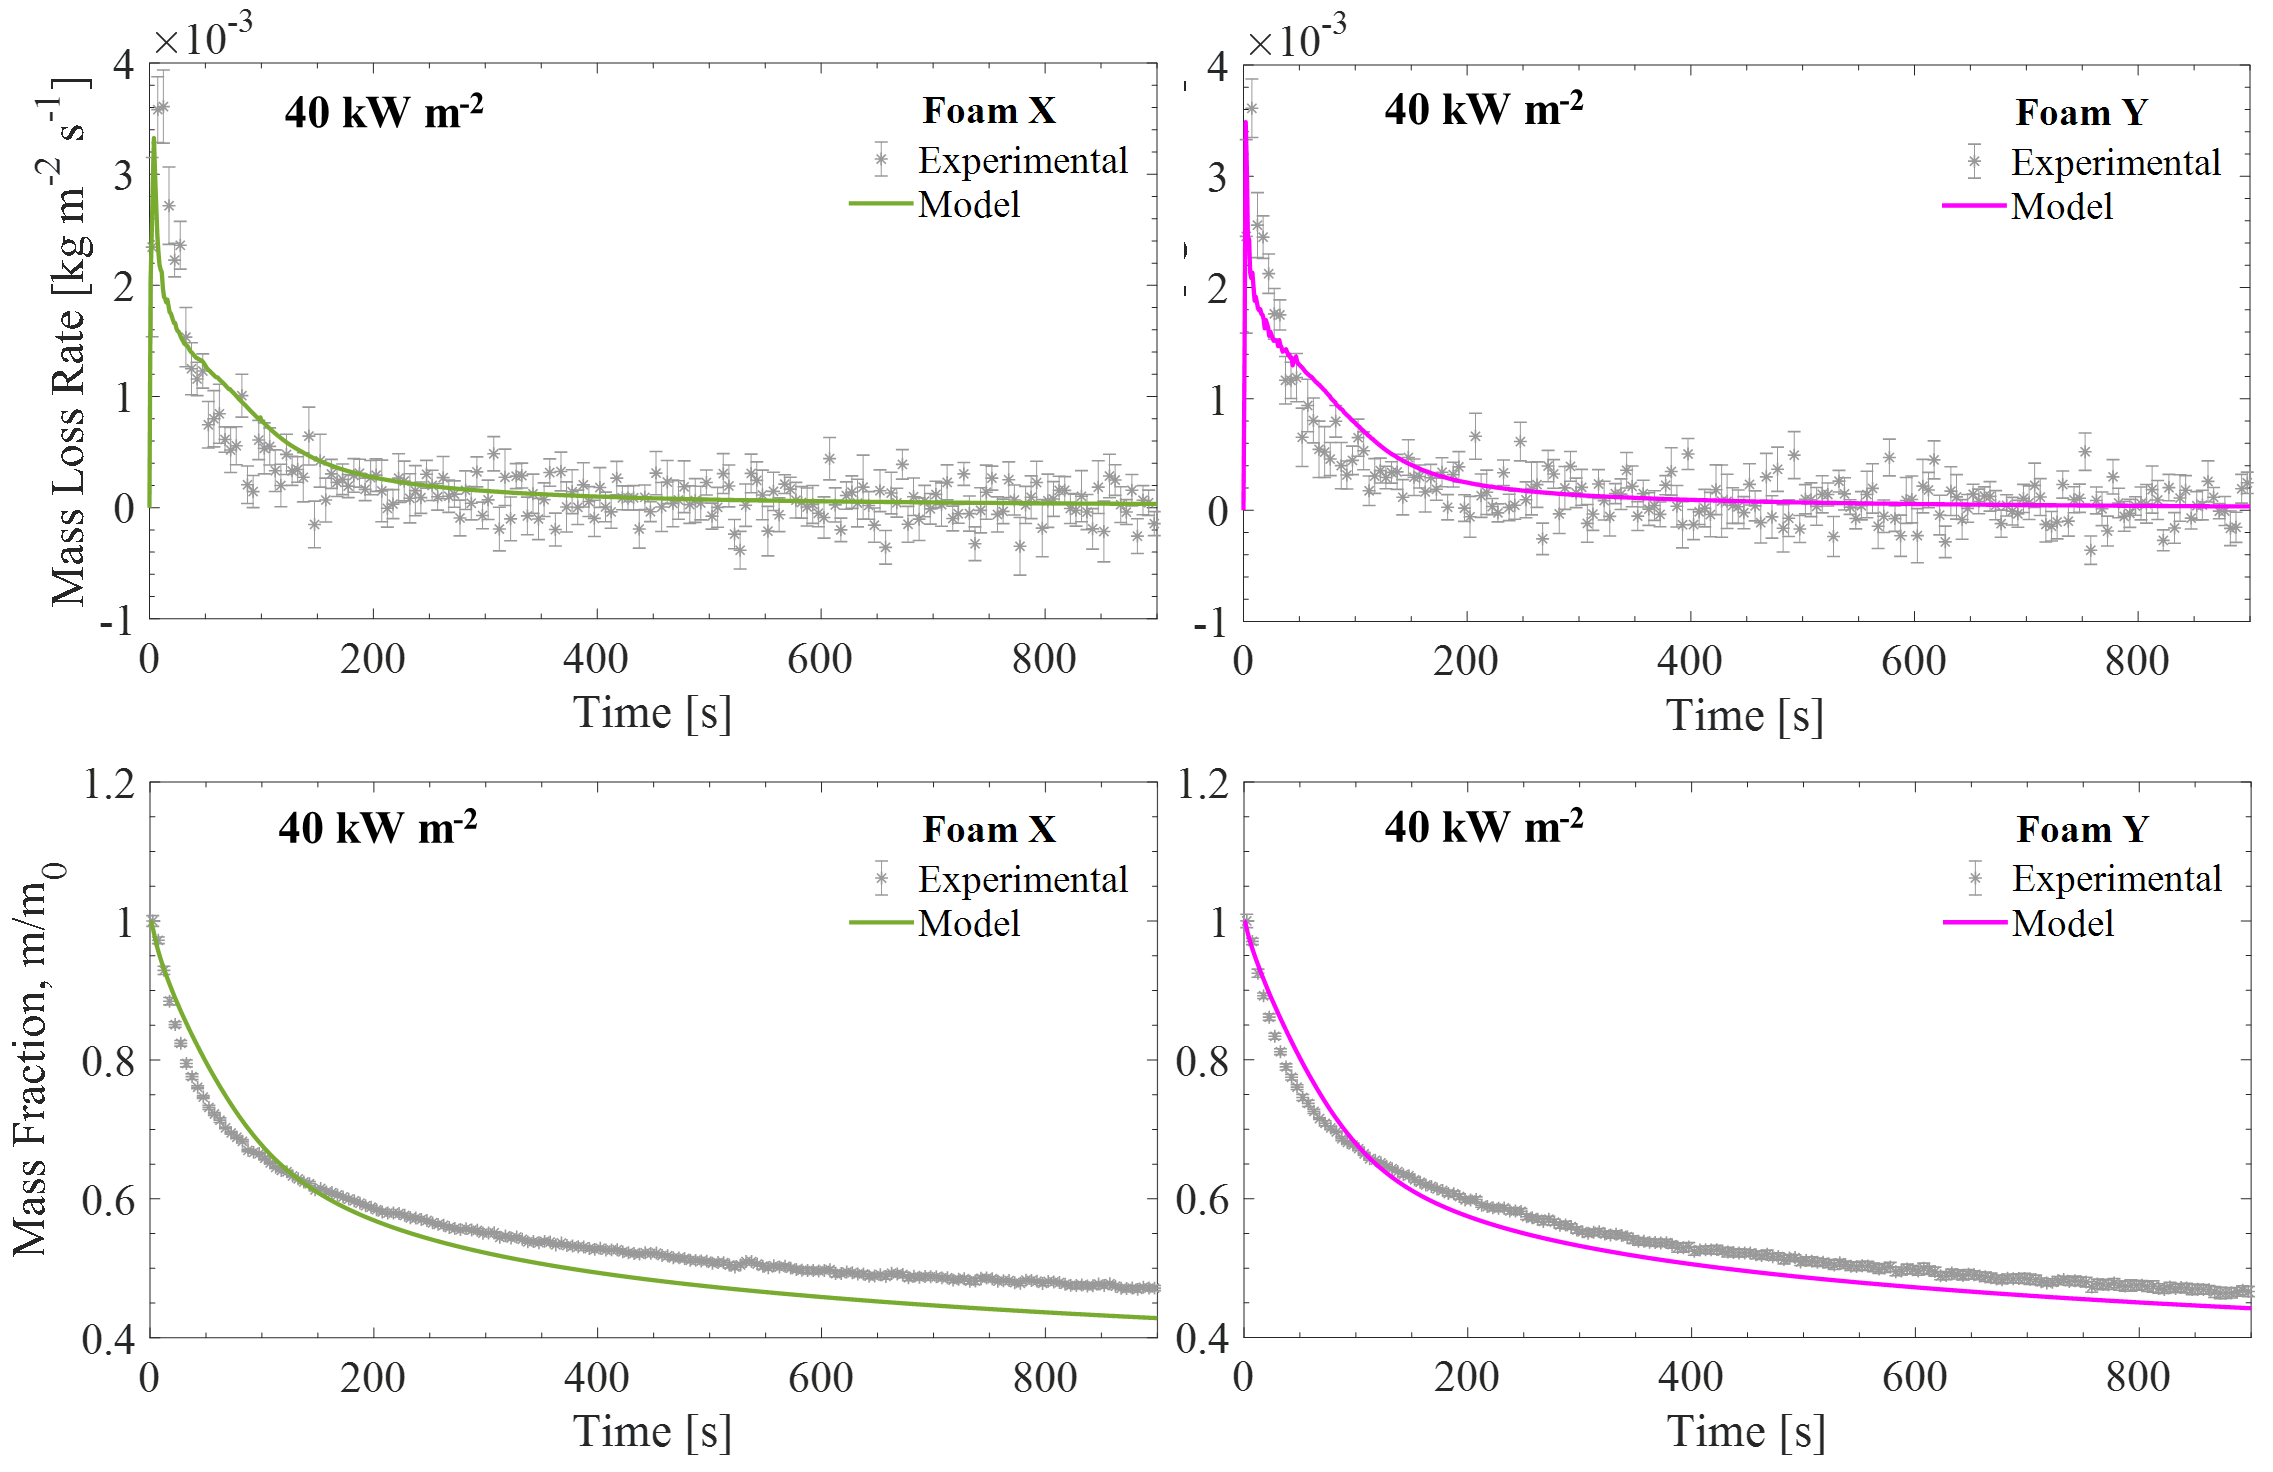 ×10-3
4
3
2
1
0
-1
Mass Loss Rate [kg m-2 s-1]
40 kW m-2
Foam X
Experimental
Model
0 200 400 600 800
Time [s]
×10-3
4
3
2
1
0
-1
40 kW m-2
Foam Y
Experimental
Model
0 200 400 600 800
Time [s]
1.2
1
0.8
0.6
0.4
Mass Fraction, m/m0
40 kW m-2
Foam X
Experimental
Model
0 200 400 600 800
Time [s]
1.2
1
0.8
0.6
0.4
40 kW m-2
Foam Y
Experimental
Model
0 200 400 600 800
Time [s]